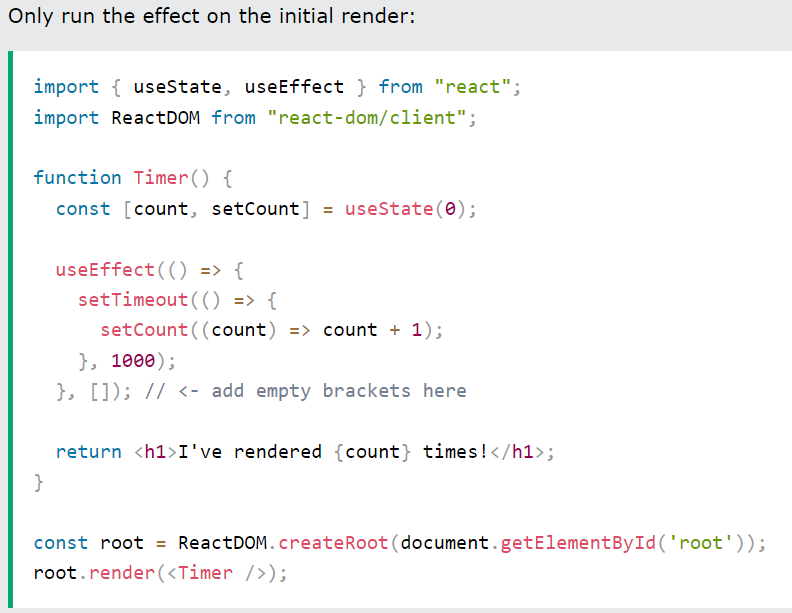 Only run the effect on the initial render:
import { useState, useEffect } from "react";
import ReactDOM from "react-dom/client";
function Timer() {
  const [count, setCount] = useState(0);
  useEffect(() => {
    setTimeout(() => {
      setCount((count) => count + 1);
    }, 1000);
  }, []); // <- add empty brackets here
  return <h1>I've rendered {count} times!</h1>;
}
const root = ReactDOM.createRoot(document.getElementById('root'));
root.render(<Timer />);